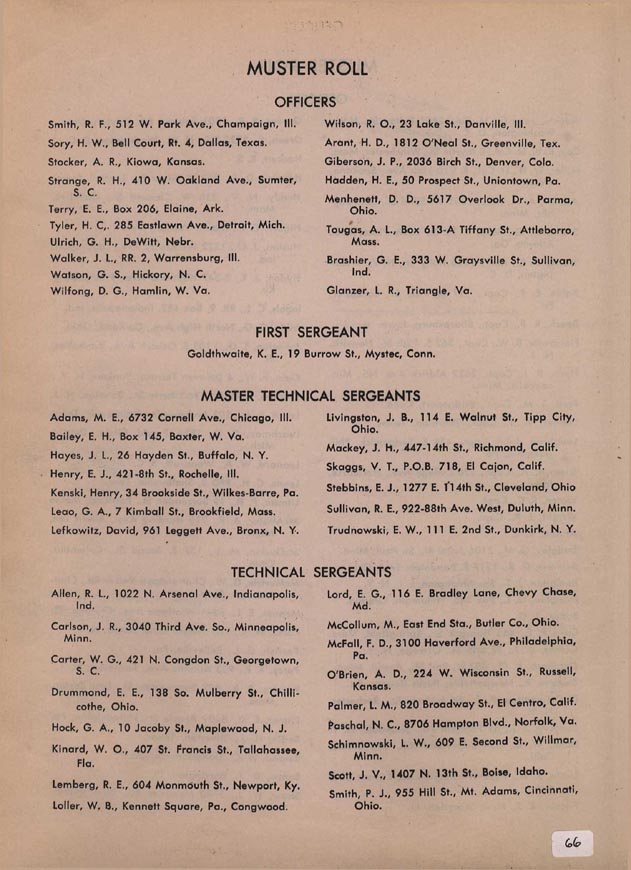 MUSTER ROLL
OFFICERS
Smith, R. F., 512 W. Park Ave., Champaign, Ill.
Sory, H. W., Bell Court, Rt. 4, Dallas, Texas.
Stocker, A. R., Kiowa, Kansas.
Strange, R. H., 410 W. Oakland Ave., Sumter,
S. C.
Terry, E. E., Box 206, Elaine, Ark.
Tyler, H. C,. 285 Eastlawn Ave., Detroit, Mich.
Ulrich, G. H., DeWitt, Nebr.
Walker, J. L., RR. 2, Warrensburg, Ill.
Watson, G. S., Hickory, N. C.
Wilfong, D. G., Hamlin, W. Va.
Wilson, R. O., 23 Lake St., Danville, Ill.
Arant, H. D., 1812 O'Neal St., Greenville, Tex.
Giberson, J. P., 2036 Birch St., Denver, Colo.
Hadden, H. E., 50 Prospect St., Uniontown, Pa.
Menhenett, D. D., 5617 Overlook Dr., Parma,
Ohio.
Tougas, A. L., Box 613-A Tiffany St., Attleborro,
Mass.
Brashier, G. E., 333 W. Graysville St., Sullivan,
Ind.
Glanzer, L. R., Triangle, Va.
FIRST SERGEANT
Goldthwaite, K. E., 19 Burrow St., Mystec, Conn.
MASTER TECHNICAL SERGEANTS
Adams, M. E., 6732 Cornell Ave., Chicago, Ill.
Bailey, E. H., Box 145, Baxter, W. Va.
Hayes, J. L., 26 Hayden St., Buffalo, N. Y.
Henry, E. J., 421-8th St., Rochelle, Ill.
Kenski, Henry, 34 Brookside St., Wilkes-Barre, Pa.
Leao, G. A., 7 Kimball St., Brookfield, Mass.
Lefkowitz, David, 961 Leggett Ave., Bronx, N. Y.
Livingston, J. B., 114 E. Walnut St., Tipp City,
Ohio.
Mackey, J. H., 447-14th St., Richmond, Calif.
Skaggs, V. T., P.O.B. 718, El Cajon, Calif.
Stebbins, E. J., 1277 E. 114th St., Cleveland, Ohio
Sullivan, R. E., 922-88th Ave. West, Duluth, Minn.
Trudnowski, E. W., 111 E. 2nd St., Dunkirk, N. Y.
TECHNICAL SERGEANTS
Allen, R. L., 1022 N. Arsenal Ave., Indianapolis,
Ind.
Carlson, J. R., 3040 Third Ave. So., Minneapolis,
Minn.
Carter, W. G., 421 N. Congdon St., Georgetown,
S. C.
Drummond, E. E., 138 So. Mulberry St., Chilli-
cothe, Ohio.
Hock, G. A., 10 Jacoby St., Maplewood, N. J.
Kinard, W. O., 407 St. Francis St., Tallahassee,
Fla.
Lemberg, R. E., 604 Monmouth St., Newport, Ky.
Loller, W. B., Kennett Square, Pa., Congwood.
Lord, E. G., 116 E. Bradley Lane, Chevy Chase,
Md.
McCollum, M., East End Sta., Butler Co., Ohio.
McFall, F. D., 3100 Haverford Ave., Philadelphia,
Pa.
O'Brien, A. D., 224 W. Wisconsin St., Russell,
Kansas.
Palmer, L. M., 820 Broadway St., El Centro, Calif.
Paschal, N. C., 8706 Hampton Blvd., Norfolk, Va.
Schimnowski, L. W., 609 E. Second St., Willmar,
Minn.
Scott, J. V., 1407 N. 13th St., Boise, Idaho.
Smith, P. J., 955 Hill St., Mt. Adams, Cincinnati,
Ohio.
66